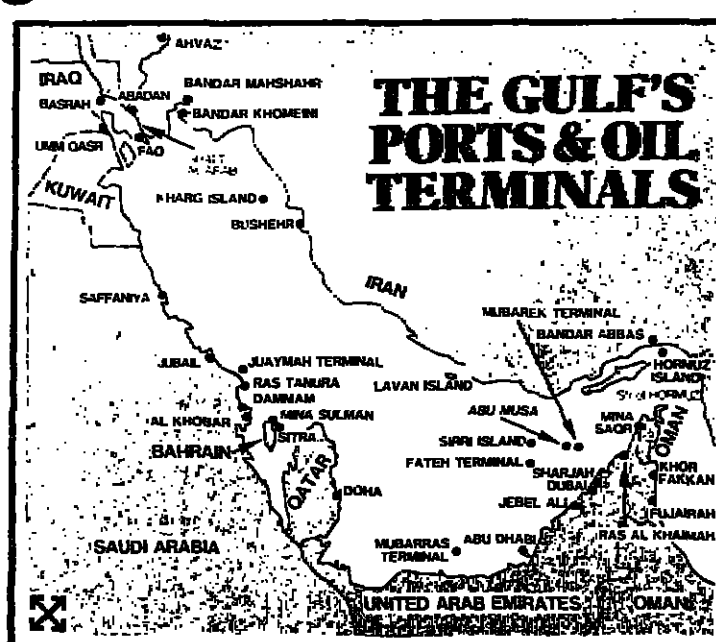 AHVAZ
IRAQ
BANDAR MAHSHAHR
ABADAN
BASRAH
BANDAR KHOMEINI
THE GULF'S
PORTS & OIL
TERMINALS
UMM QASR
FAO
KUWAIT
KHARG ISLAND
BUSHEHR
IRAN
SAFFANIYA
MUBAREK TERMINAL
BANDAR ABBAS
JUBAIL
JUAYMAH TERMINAL
HORMUZ
ISLAND
RAS TANURA
LAVAN ISLAND
DAMMAM
ABU MUSA
MINA
SAQR
OMAN
AL KHOBAR
MINA SULMAN
SITRA
SIRRI ISLAND
BAHRAIN
FATEH TERMINAL
QATAR
DOHA
SHARJAH
DUBAI
JEBEL ALI
KHOR
FAKKAN
FUJAIRAH
RAS AL KHAIMAH
SAUDI ARABIA
MUBARRAS
TERMINAL
ABU DHABI
UNITED ARAB EMIRATES
OMAN